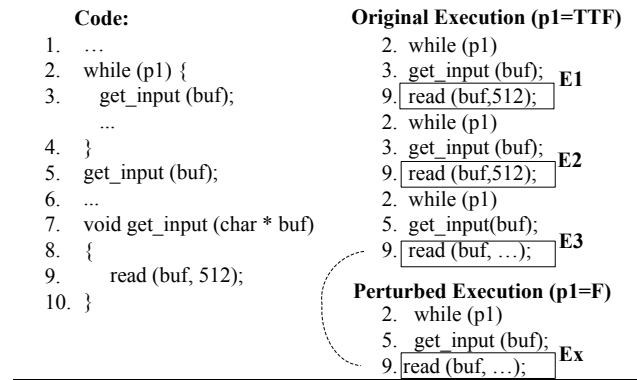 Code:
1. …
2. while (p1) {
3. get_input (buf);
...
4. }
5. get_input (buf);
6. ...
7. void get_input (char * buf)
8. {
9. read (buf, 512);
10. }
Original Execution (p1=TTF)
2. while (p1)
3. get_input (buf);
9. read (buf,512);
E1
2. while (p1)
3. get_input (buf);
9. read (buf,512);
E2
2. while (p1)
5. get_input(buf);
9. read (buf, …);
E3
Perturbed Execution (p1=F)
2. while (p1)
5. get_input (buf);
9. read (buf, …);
Ex